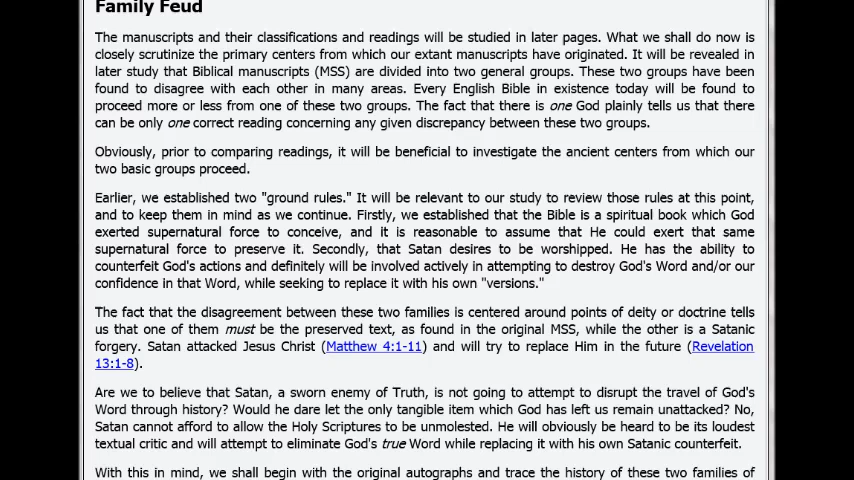 Family Feud
The manuscripts and their classifications and readings will be studied in later pages. What we shall do now is
closely scrutinize the primary centers from which our extant manuscripts have originated. It will be revealed in
later study that Biblical manuscripts (MSS) are divided into two general groups. These two groups have been
found to disagree with each other in many areas. Every English Bible in existence today will be found to
proceed more or less from one of these two groups. The fact that there is one God plainly tells us that there
can be only one correct reading concerning any given discrepancy between these two groups.
Obviously, prior to comparing readings, it will be beneficial to investigate the ancient centers from which our
two basic groups proceed.
Earlier, we established two "ground rules." It will be relevant to our study to review those rules at this point,
and to keep them in mind as we continue. Firstly, we established that the Bible is a spiritual book which God
exerted supernatural force to conceive, and it is reasonable to assume that He could exert that same
supernatural force to preserve it. Secondly, that Satan desires to be worshipped. He has the ability to
counterfeit God's actions and definitely will be involved actively in attempting to destroy God's Word and/or our
confidence in that Word, while seeking to replace it with his own "versions."
The fact that the disagreement between these two families is centered around points of deity or doctrine tells
us that one of them must be the preserved text, as found in the original MSS, while the other is a Satanic
forgery. Satan attacked Jesus Christ (Matthew 4:1-11) and will try to replace Him in the future (Revelation
13:1-8).
Are we to believe that Satan, a sworn enemy of Truth, is not going to attempt to disrupt the travel of God's
Word through history? Would he dare let the only tangible item which God has left us remain unattacked? No,
Satan cannot afford to allow the Holy Scriptures to be unmolested. He will obviously be heard to be its loudest
textual critic and will attempt to eliminate God's true Word while replacing it with his own Satanic counterfeit.
With this in mind, we shall begin with the original autographs and trace the history of these two families of